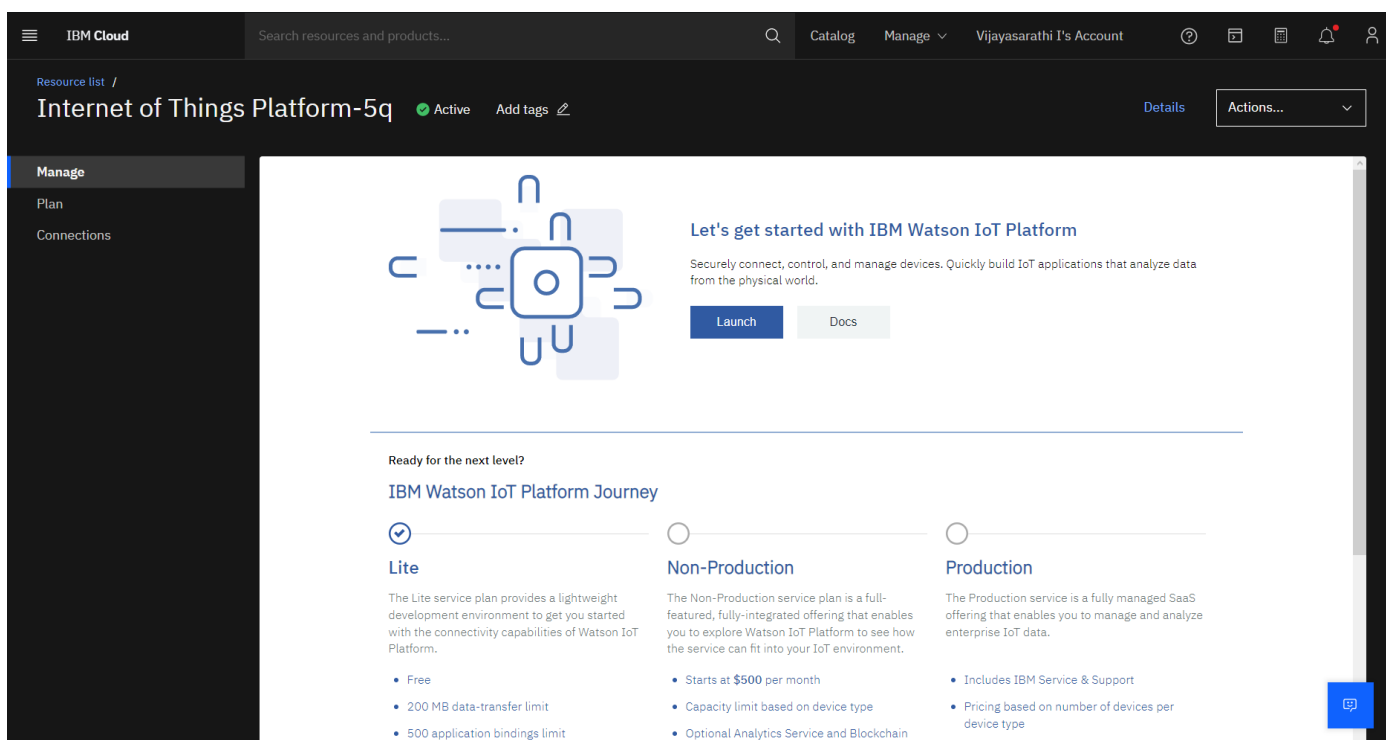 IBM Cloud
Search resources and products...
Catalog
Manage
Vijayasarathi I's Account
Resource list /
Internet of Things Platform-5q
Active
Add tags
Details
Actions...
Manage
Plan
Connections
Let's get started with IBM Watson IoT Platform
Securely connect, control, and manage devices. Quickly build IoT applications that analyze data
from the physical world.
Launch
Docs
Ready for the next level?
IBM Watson IoT Platform Journey
Lite
The Lite service plan provides a lightweight
development environment to get you started
with the connectivity capabilities of Watson IoT
Platform.
• Free
• 200 MB data-transfer limit
• 500 application bindings limit
Non-Production
The Non-Production service plan is a full-
featured, fully-integrated offering that enables
you to explore Watson IoT Platform to see how
the service can fit into your IoT environment.
• Starts at $500 per month
• Capacity limit based on device type
• Optional Analytics Service and Blockchain
Production
The Production service is a fully managed SaaS
offering that enables you to manage and analyze
enterprise IoT data.
• Includes IBM Service & Support
• Pricing based on number of devices per
device type